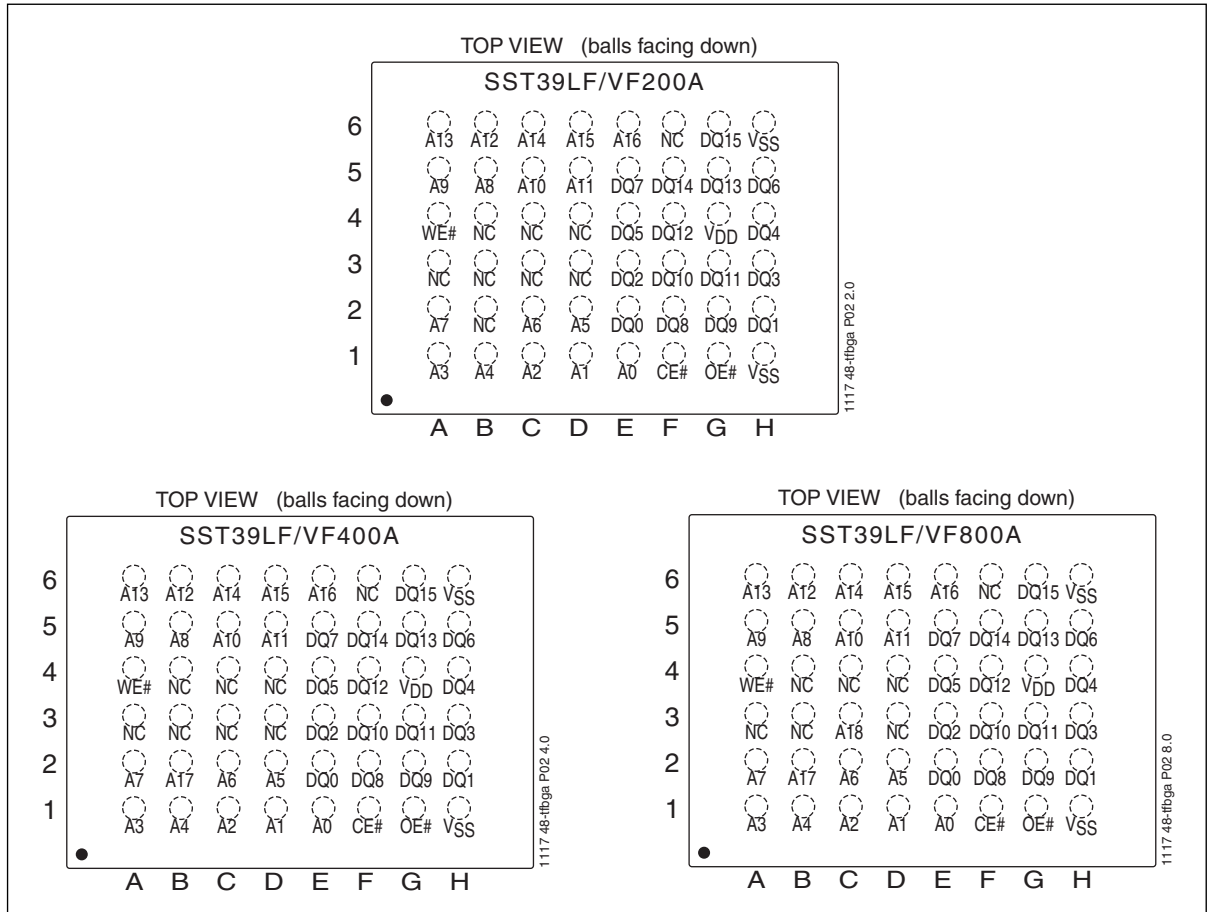 TOP VIEW (balls facing down)
SST39LF/VF200A
6 A13 A12 A14 A15 A16 NC DQ15 VSS
5 A9 A8 A10 A11 DQ7 DQ14 DQ13 DQ6
4 WE# NC NC NC DQ5 DQ12 VDD DQ4
3 NC NC NC NC DQ2 DQ10 DQ11 DQ3
2 A7 NC A6 A5 DQ0 DQ8 DQ9 DQ1
1 A3 A4 A2 A1 A0 CE# OE# VSS
A B C D E F G H
1117 48-tfbga P02 2.0
TOP VIEW (balls facing down)
SST39LF/VF400A
6 A13 A12 A14 A15 A16 NC DQ15 VSS
5 A9 A8 A10 A11 DQ7 DQ14 DQ13 DQ6
4 WE# NC NC NC DQ5 DQ12 VDD DQ4
3 NC NC NC NC DQ2 DQ10 DQ11 DQ3
2 A7 A17 A6 A5 DQ0 DQ8 DQ9 DQ1
1 A3 A4 A2 A1 A0 CE# OE# VSS
A B C D E F G H
1117 48-tfbga P02 4.0
TOP VIEW (balls facing down)
SST39LF/VF800A
6 A13 A12 A14 A15 A16 NC DQ15 VSS
5 A9 A8 A10 A11 DQ7 DQ14 DQ13 DQ6
4 WE# NC NC NC DQ5 DQ12 VDD DQ4
3 NC NC A18 NC DQ2 DQ10 DQ11 DQ3
2 A7 A17 A6 A5 DQ0 DQ8 DQ9 DQ1
1 A3 A4 A2 A1 A0 CE# OE# VSS
A B C D E F G H
1117 48-tfbga P02 8.0